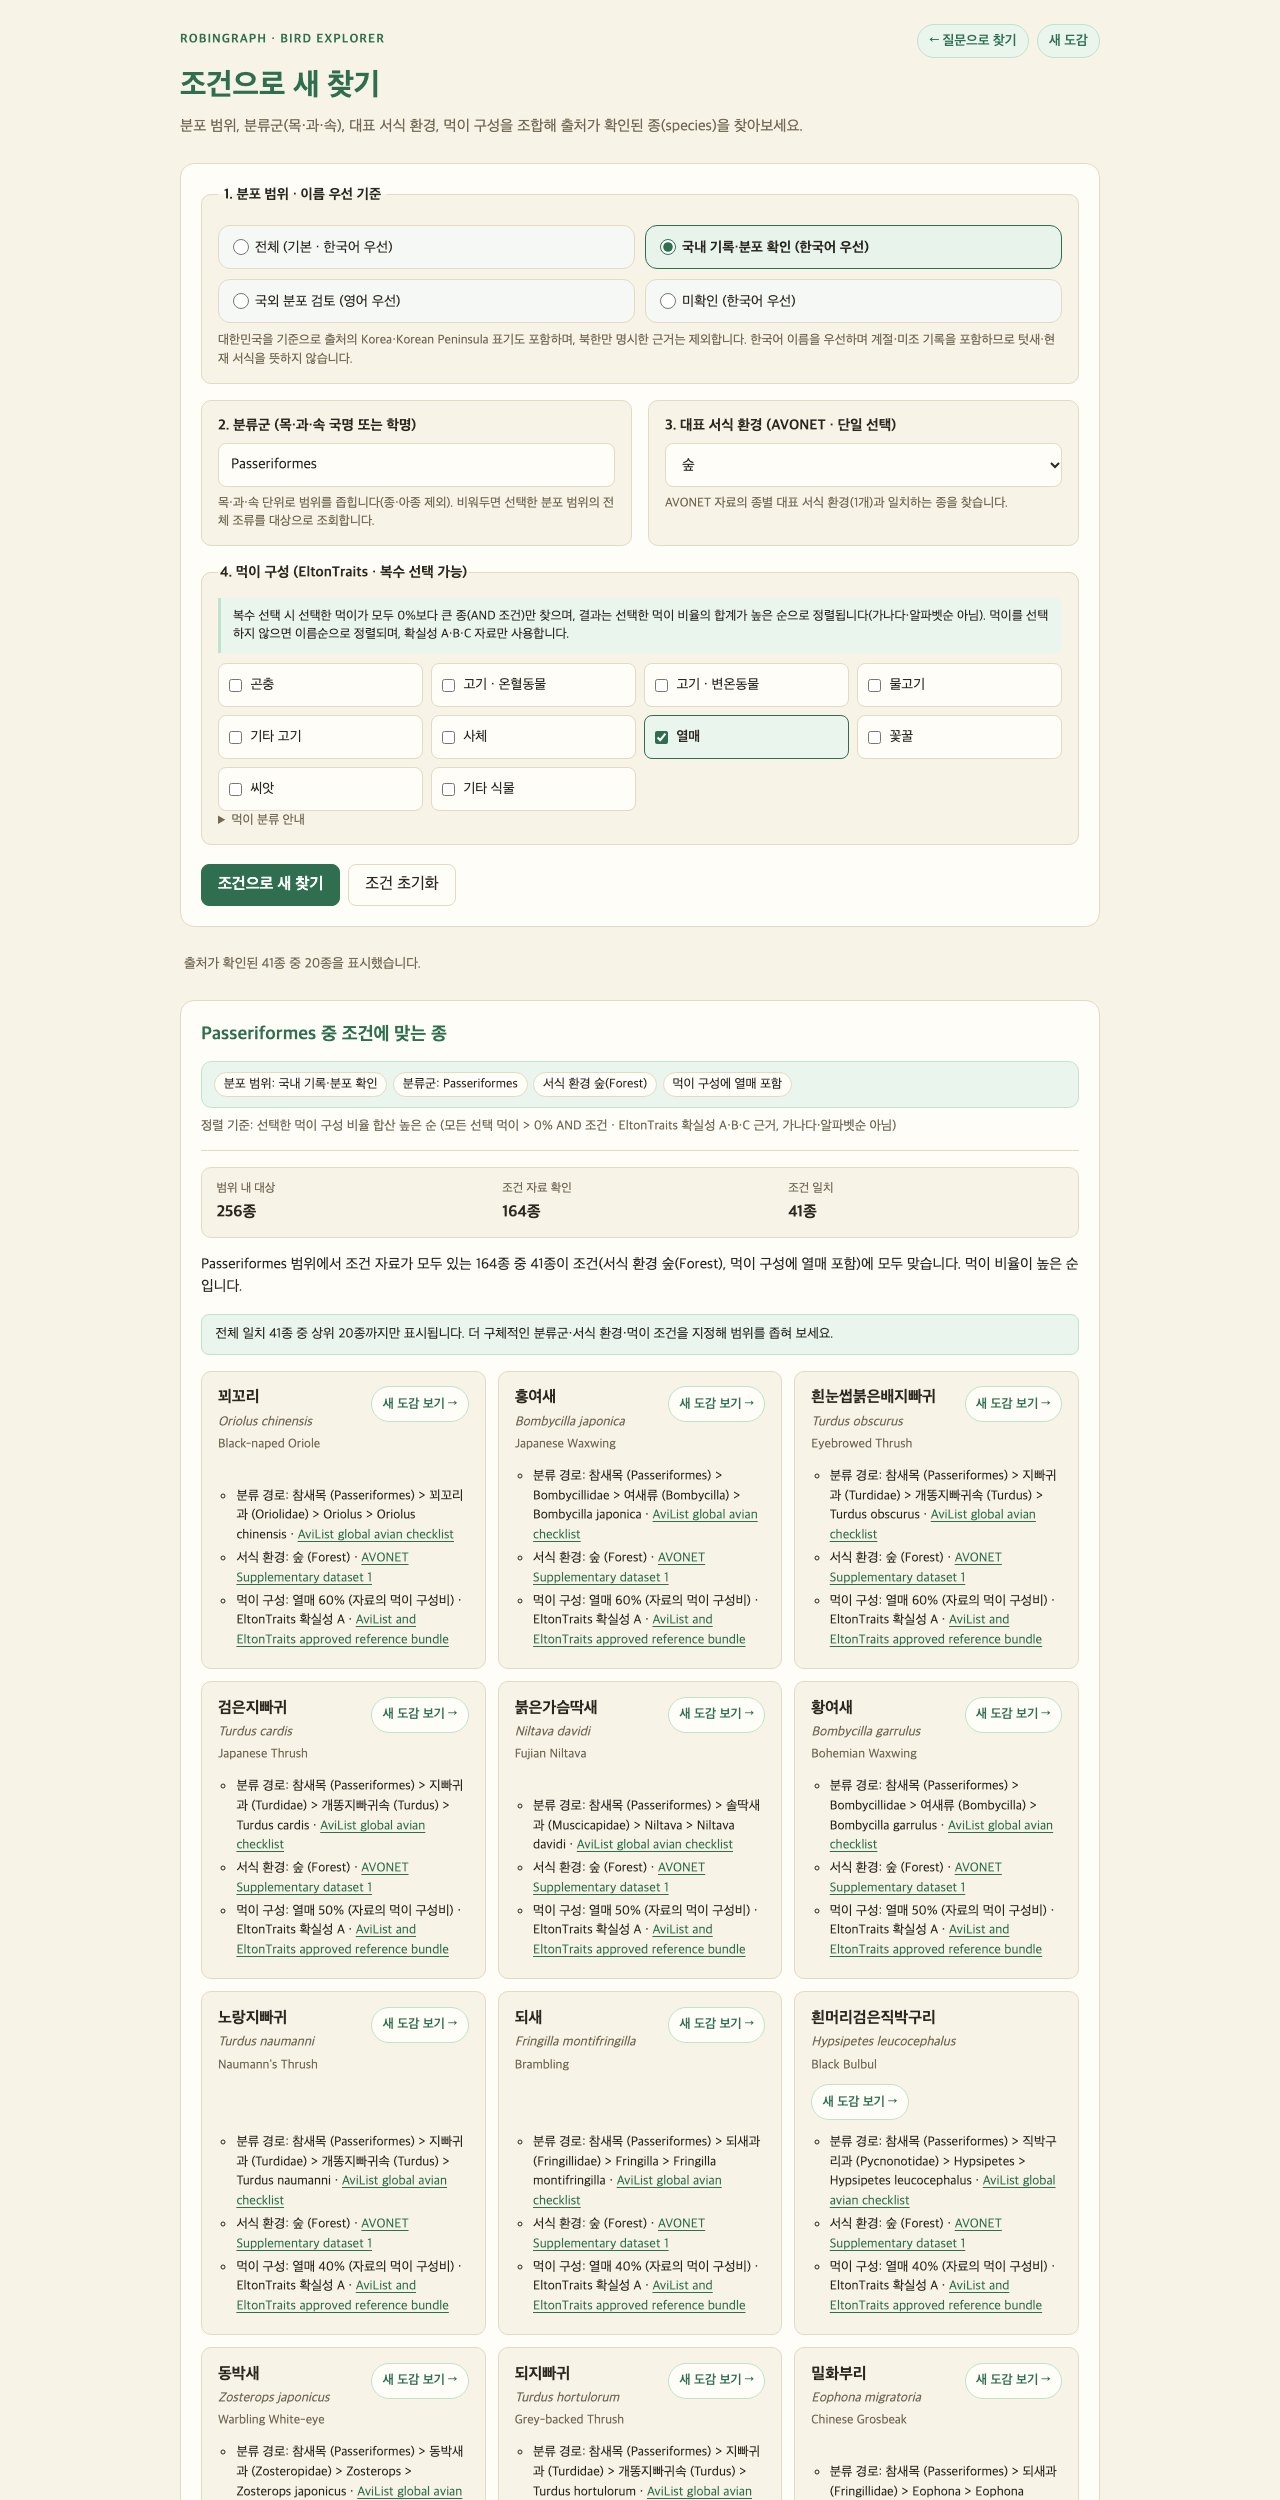 ROBINGRAPH · BIRD EXPLORER
← 질문으로 찾기
새 도감
조건으로 새 찾기
분포 범위, 분류군(목·과·속), 대표 서식 환경, 먹이 구성을 조합해 출처가 확인된 종(species)을 찾아보세요.
1. 분포 범위 · 이름 우선 기준
전체 (기본 · 한국어 우선)
국내 기록·분포 확인 (한국어 우선)
국외 분포 검토 (영어 우선)
미확인 (한국어 우선)
대한민국을 기준으로 출처의 Korea·Korean Peninsula 표기도 포함하며, 북한만 명시한 근거는 제외합니다. 한국어 이름을 우선하며 계절·미조 기록을 포함하므로 텃새·현
재 서식을 뜻하지 않습니다.
2. 분류군 (목·과·속 국명 또는 학명)
Passeriformes
목·과·속 단위로 범위를 좁힙니다(종·아종 제외). 비워두면 선택한 분포 범위의 전
체 조류를 대상으로 조회합니다.
3. 대표 서식 환경 (AVONET · 단일 선택)
숲
AVONET 자료의 종별 대표 서식 환경(1개)과 일치하는 종을 찾습니다.
4. 먹이 구성 (EltonTraits · 복수 선택 가능)
복수 선택 시 선택한 먹이가 모두 0%보다 큰 종(AND 조건)만 찾으며, 결과는 선택한 먹이 비율의 합계가 높은 순으로 정렬됩니다(가나다·알파벳순 아님). 먹이를 선택
하지 않으면 이름순으로 정렬되며, 확실성 A·B·C 자료만 사용합니다.
곤충
고기 · 온혈동물
고기 · 변온동물
물고기
기타 고기
사체
열매
꽃꿀
씨앗
기타 식물
▶ 먹이 분류 안내
조건으로 새 찾기
조건 초기화
출처가 확인된 41종 중 20종을 표시했습니다.
Passeriformes 중 조건에 맞는 종
분포 범위: 국내 기록·분포 확인
분류군: Passeriformes
서식 환경 숲(Forest)
먹이 구성에 열매 포함
정렬 기준: 선택한 먹이 구성 비율 합산 높은 순 (모든 선택 먹이 > 0% AND 조건 · EltonTraits 확실성 A·B·C 근거, 가나다·알파벳순 아님)
범위 내 대상
256종
조건 자료 확인
164종
조건 일치
41종
Passeriformes 범위에서 조건 자료가 모두 있는 164종 중 41종이 조건(서식 환경 숲(Forest), 먹이 구성에 열매 포함)에 모두 맞습니다. 먹이 비율이 높은 순
입니다.
전체 일치 41종 중 상위 20종까지만 표시됩니다. 더 구체적인 분류군·서식 환경·먹이 조건을 지정해 범위를 좁혀 보세요.
꾀꼬리
새 도감 보기 →
Oriolus chinensis
Black-naped Oriole
분류 경로: 참새목 (Passeriformes) > 꾀꼬리
과 (Oriolidae) > Oriolus > Oriolus
chinensis · AviList global avian checklist
서식 환경: 숲 (Forest) · AVONET
Supplementary dataset 1
먹이 구성: 열매 60% (자료의 먹이 구성비) ·
EltonTraits 확실성 A · AviList and
EltonTraits approved reference bundle
홍여새
새 도감 보기 →
Bombycilla japonica
Japanese Waxwing
분류 경로: 참새목 (Passeriformes) >
Bombycillidae > 여새류 (Bombycilla) >
Bombycilla japonica · AviList global avian
checklist
서식 환경: 숲 (Forest) · AVONET
Supplementary dataset 1
먹이 구성: 열매 60% (자료의 먹이 구성비) ·
EltonTraits 확실성 A · AviList and
EltonTraits approved reference bundle
흰눈썹붉은배지빠귀
새 도감 보기 →
Turdus obscurus
Eyebrowed Thrush
분류 경로: 참새목 (Passeriformes) > 지빠귀
과 (Turdidae) > 개똥지빠귀속 (Turdus) >
Turdus obscurus · AviList global avian
checklist
서식 환경: 숲 (Forest) · AVONET
Supplementary dataset 1
먹이 구성: 열매 60% (자료의 먹이 구성비) ·
EltonTraits 확실성 A · AviList and
EltonTraits approved reference bundle
검은지빠귀
새 도감 보기 →
Turdus cardis
Japanese Thrush
분류 경로: 참새목 (Passeriformes) > 지빠귀
과 (Turdidae) > 개똥지빠귀속 (Turdus) >
Turdus cardis · AviList global avian
checklist
서식 환경: 숲 (Forest) · AVONET
Supplementary dataset 1
먹이 구성: 열매 50% (자료의 먹이 구성비) ·
EltonTraits 확실성 A · AviList and
EltonTraits approved reference bundle
붉은가슴딱새
새 도감 보기 →
Niltava davidi
Fujian Niltava
분류 경로: 참새목 (Passeriformes) > 솔딱새
과 (Muscicapidae) > Niltava > Niltava
davidi · AviList global avian checklist
서식 환경: 숲 (Forest) · AVONET
Supplementary dataset 1
먹이 구성: 열매 50% (자료의 먹이 구성비) ·
EltonTraits 확실성 A · AviList and
EltonTraits approved reference bundle
황여새
새 도감 보기 →
Bombycilla garrulus
Bohemian Waxwing
분류 경로: 참새목 (Passeriformes) >
Bombycillidae > 여새류 (Bombycilla) >
Bombycilla garrulus · AviList global avian
checklist
서식 환경: 숲 (Forest) · AVONET
Supplementary dataset 1
먹이 구성: 열매 50% (자료의 먹이 구성비) ·
EltonTraits 확실성 A · AviList and
EltonTraits approved reference bundle
노랑지빠귀
새 도감 보기 →
Turdus naumanni
Naumann's Thrush
분류 경로: 참새목 (Passeriformes) > 지빠귀
과 (Turdidae) > 개똥지빠귀속 (Turdus) >
Turdus naumanni · AviList global avian
checklist
서식 환경: 숲 (Forest) · AVONET
Supplementary dataset 1
먹이 구성: 열매 40% (자료의 먹이 구성비) ·
EltonTraits 확실성 A · AviList and
EltonTraits approved reference bundle
되새
새 도감 보기 →
Fringilla montifringilla
Brambling
분류 경로: 참새목 (Passeriformes) > 되새과
(Fringillidae) > Fringilla > Fringilla
montifringilla · AviList global avian
checklist
서식 환경: 숲 (Forest) · AVONET
Supplementary dataset 1
먹이 구성: 열매 40% (자료의 먹이 구성비) ·
EltonTraits 확실성 A · AviList and
EltonTraits approved reference bundle
흰머리검은직박구리
Hypsipetes leucocephalus
Black Bulbul
새 도감 보기 →
분류 경로: 참새목 (Passeriformes) > 직박구
리과 (Pycnonotidae) > Hypsipetes >
Hypsipetes leucocephalus · AviList global
avian checklist
서식 환경: 숲 (Forest) · AVONET
Supplementary dataset 1
먹이 구성: 열매 40% (자료의 먹이 구성비) ·
EltonTraits 확실성 A · AviList and
EltonTraits approved reference bundle
동박새
새 도감 보기 →
Zosterops japonicus
Warbling White-eye
분류 경로: 참새목 (Passeriformes) > 동박새
과 (Zosteropidae) > Zosterops >
Zosterops japonicus · AviList global avian
되지빠귀
새 도감 보기 →
Turdus hortulorum
Grey-backed Thrush
분류 경로: 참새목 (Passeriformes) > 지빠귀
과 (Turdidae) > 개똥지빠귀속 (Turdus) >
Turdus hortulorum · AviList global avian
밀화부리
새 도감 보기 →
Eophona migratoria
Chinese Grosbeak
분류 경로: 참새목 (Passeriformes) > 되새과
(Fringillidae) > Eophona > Eophona